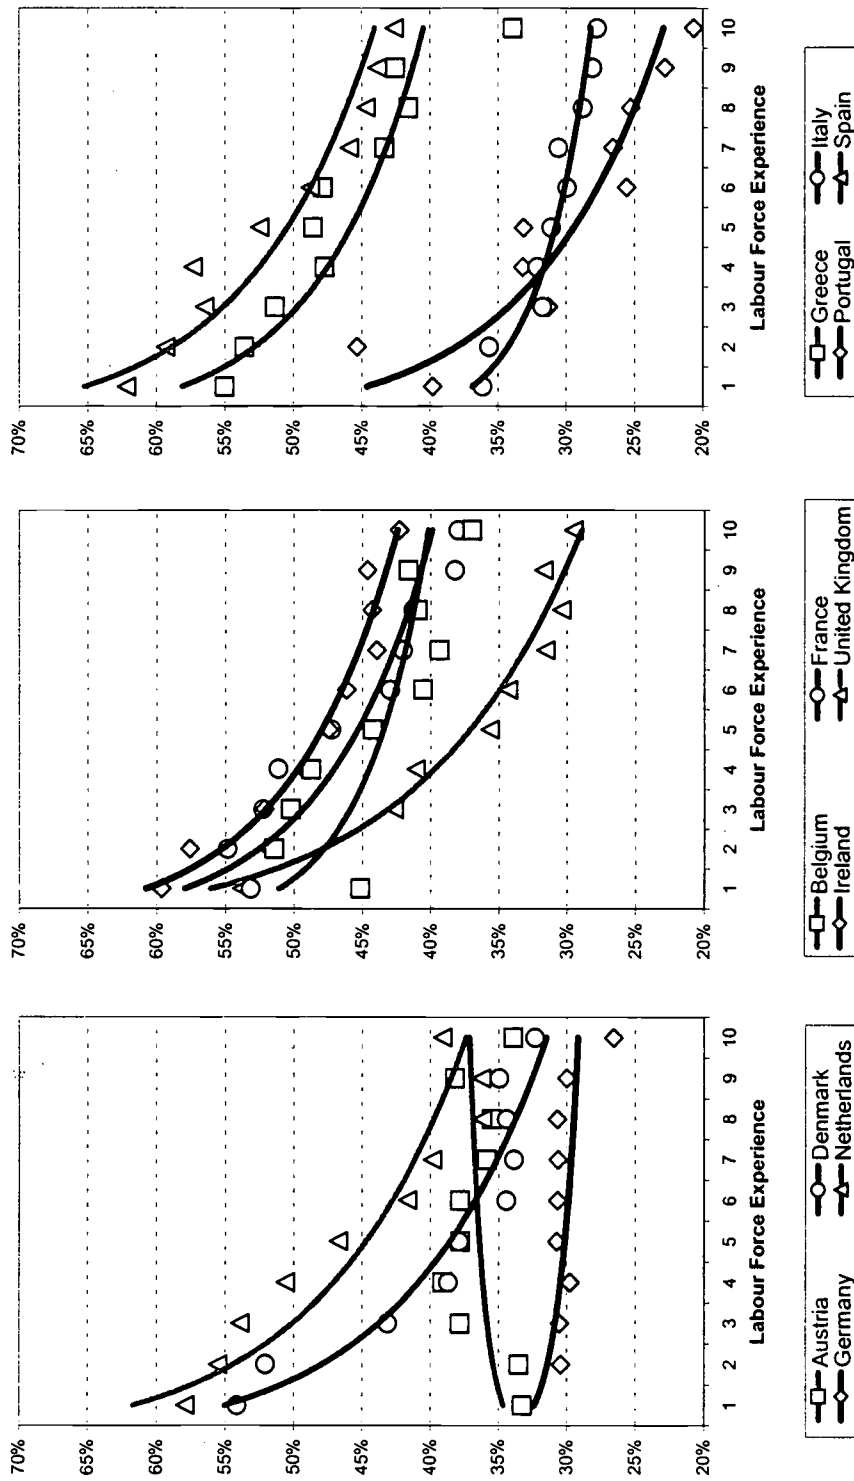 70%
65%
60%
55%
50%
45%
40%
35%
30%
25%
20%
1 2 3 4 5 6 7 8 9 10
Labour Force Experience
Austria Denmark
Germany Netherlands
70%
65%
60%
55%
50%
45%
40%
35%
30%
25%
20%
1 2 3 4 5 6 7 8 9 10
Labour Force Experience
Belgium France
Ireland United Kingdom
70%
65%
60%
55%
50%
45%
40%
35%
30%
25%
20%
1 2 3 4 5 6 7 8 9 10
Labour Force Experience
Greece Italy
Portugal Spain